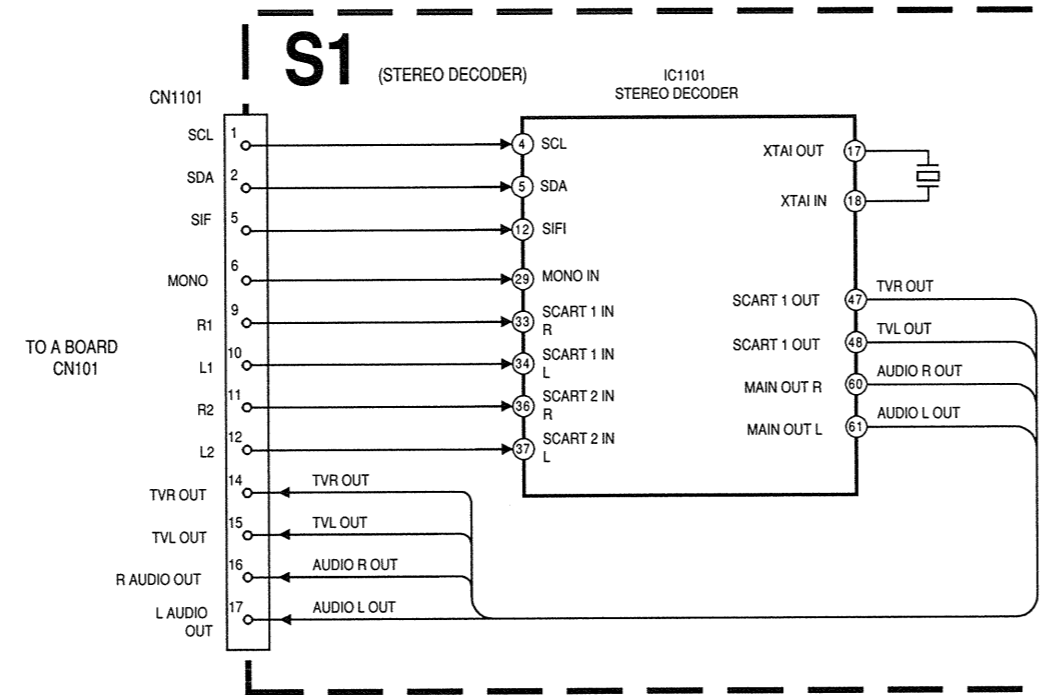 S1 (STEREO DECODER)
IC1101
STEREO DECODER
CN1101
TO A BOARD
CN101
SCL 1
SDA 2
SIF 5
MONO 6
R1 9
L1 10
R2 11
L2 12
TVR OUT 14 TVR OUT
TVL OUT 15 TVL OUT
R AUDIO OUT 16 AUDIO R OUT
L AUDIO
OUT
17 AUDIO L OUT
4 SCL
5 SDA
12 SIFI
29 MONO IN
33 SCART 1 IN
R
34 SCART 1 IN
L
36 SCART 2 IN
R
37 SCART 2 IN
L
XTAI OUT 17
XTAI IN 18
SCART 1 OUT 47 TVR OUT
SCART 1 OUT 48 TVL OUT
MAIN OUT R 60 AUDIO R OUT
MAIN OUT L 61 AUDIO L OUT